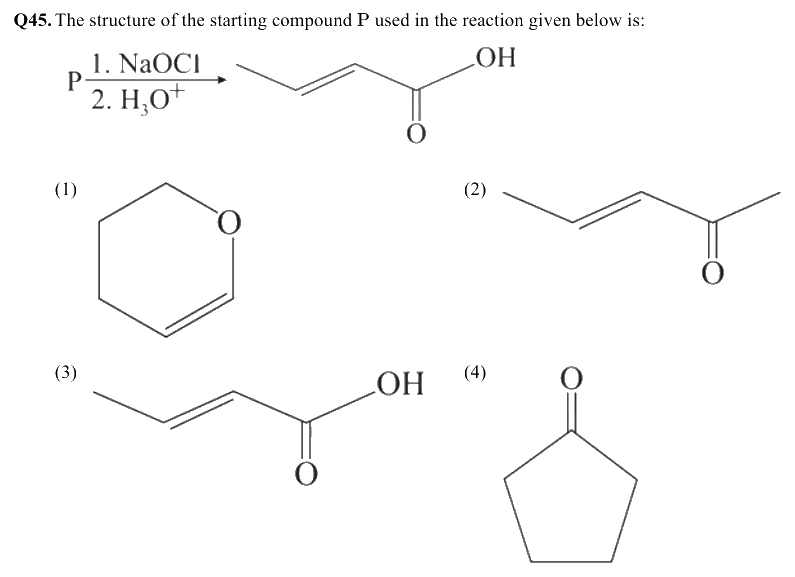 Q45. The structure of the starting compound P used in the reaction given below is:
P 1. NaOCl
2. H₃O⁺
OH
O
(1)
O
(2)
O
(3)
OH
O
(4)
O